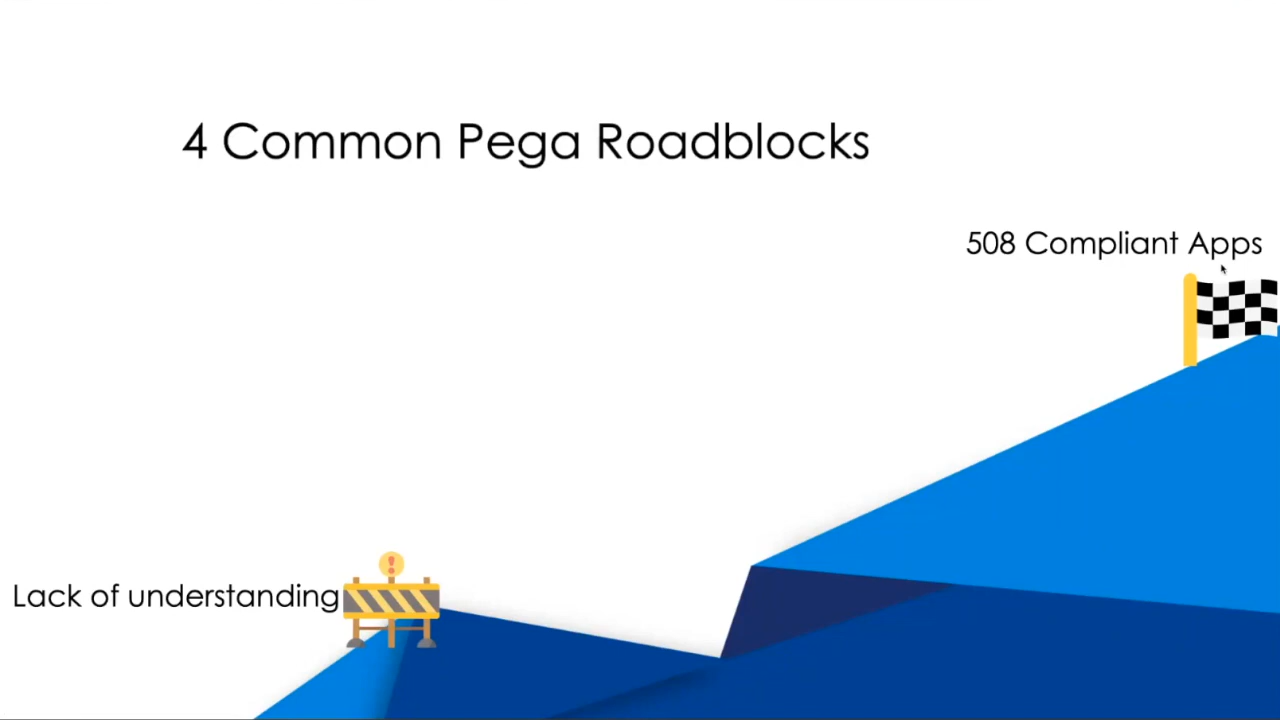 4 Common Pega Roadblocks
508 Compliant Apps
Lack of understanding